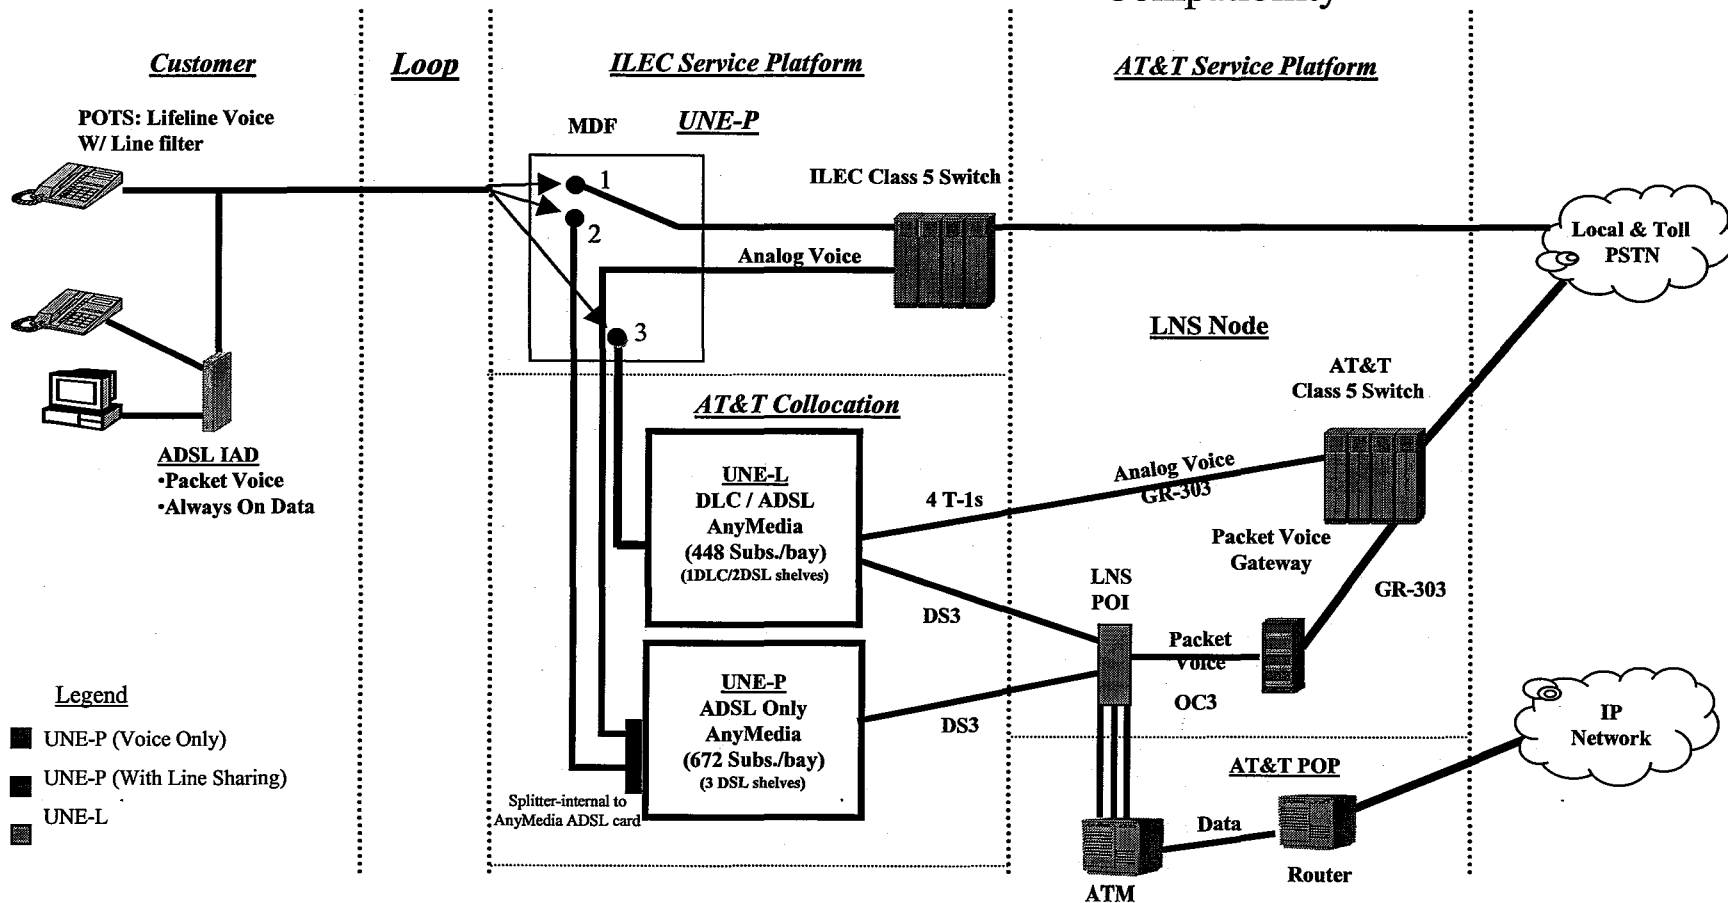 Compatibility
Customer
Loop
ILEC Service Platform
AT&T Service Platform
POTS: Lifeline Voice
W/ Line filter
MDF
UNE-P
1
2
3
ILEC Class 5 Switch
Analog Voice
Local & Toll
PSTN
LNS Node
AT&T
Class 5 Switch
ADSL IAD
•Packet Voice
•Always On Data
AT&T Collocation
UNE-L
DLC / ADSL
AnyMedia
(448 Subs./bay)
(1DLC/2DSL shelves)
4 T-1s
Analog Voice
GR-303
Packet Voice
Gateway
GR-303
LNS
POI
DS3
Packet
Voice
OC3
UNE-P
ADSL Only
AnyMedia
(672 Subs./bay)
(3 DSL shelves)
DS3
Splitter-internal to
AnyMedia ADSL card
IP
Network
AT&T POP
Data
Router
ATM
Legend
UNE-P (Voice Only)
UNE-P (With Line Sharing)
UNE-L